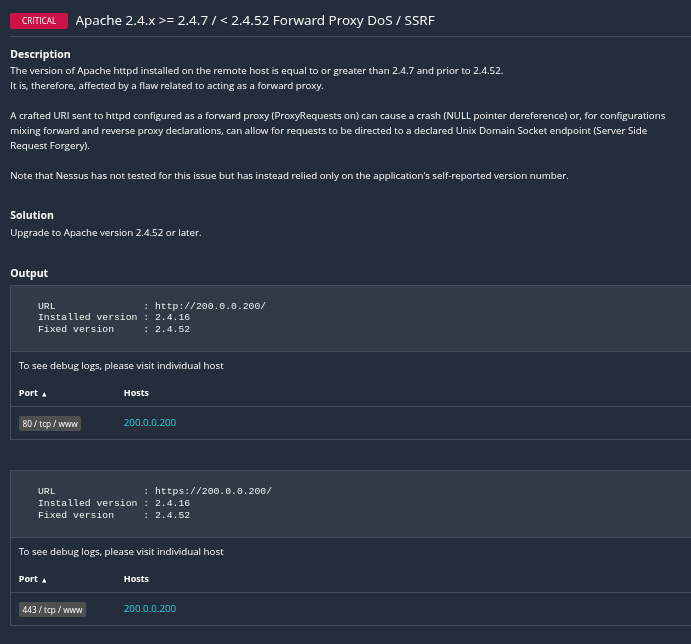 CRITICAL Apache 2.4.x >= 2.4.7 / < 2.4.52 Forward Proxy DoS / SSRF
Description
The version of Apache httpd installed on the remote host is equal to or greater than 2.4.7 and prior to 2.4.52.
It is, therefore, affected by a flaw related to acting as a forward proxy.
A crafted URI sent to httpd configured as a forward proxy (ProxyRequests on) can cause a crash (NULL pointer dereference) or, for configurations
mixing forward and reverse proxy declarations, can allow for requests to be directed to a declared Unix Domain Socket endpoint (Server Side
Request Forgery).
Note that Nessus has not tested for this issue but has instead relied only on the application's self-reported version number.
Solution
Upgrade to Apache version 2.4.52 or later.
Output
URL : http://200.0.0.200/
Installed version : 2.4.16
Fixed version : 2.4.52
To see debug logs, please visit individual host
Port ▲ Hosts
80 / tcp / www 200.0.0.200
URL : https://200.0.0.200/
Installed version : 2.4.16
Fixed version : 2.4.52
To see debug logs, please visit individual host
Port ▲ Hosts
443 / tcp / www 200.0.0.200